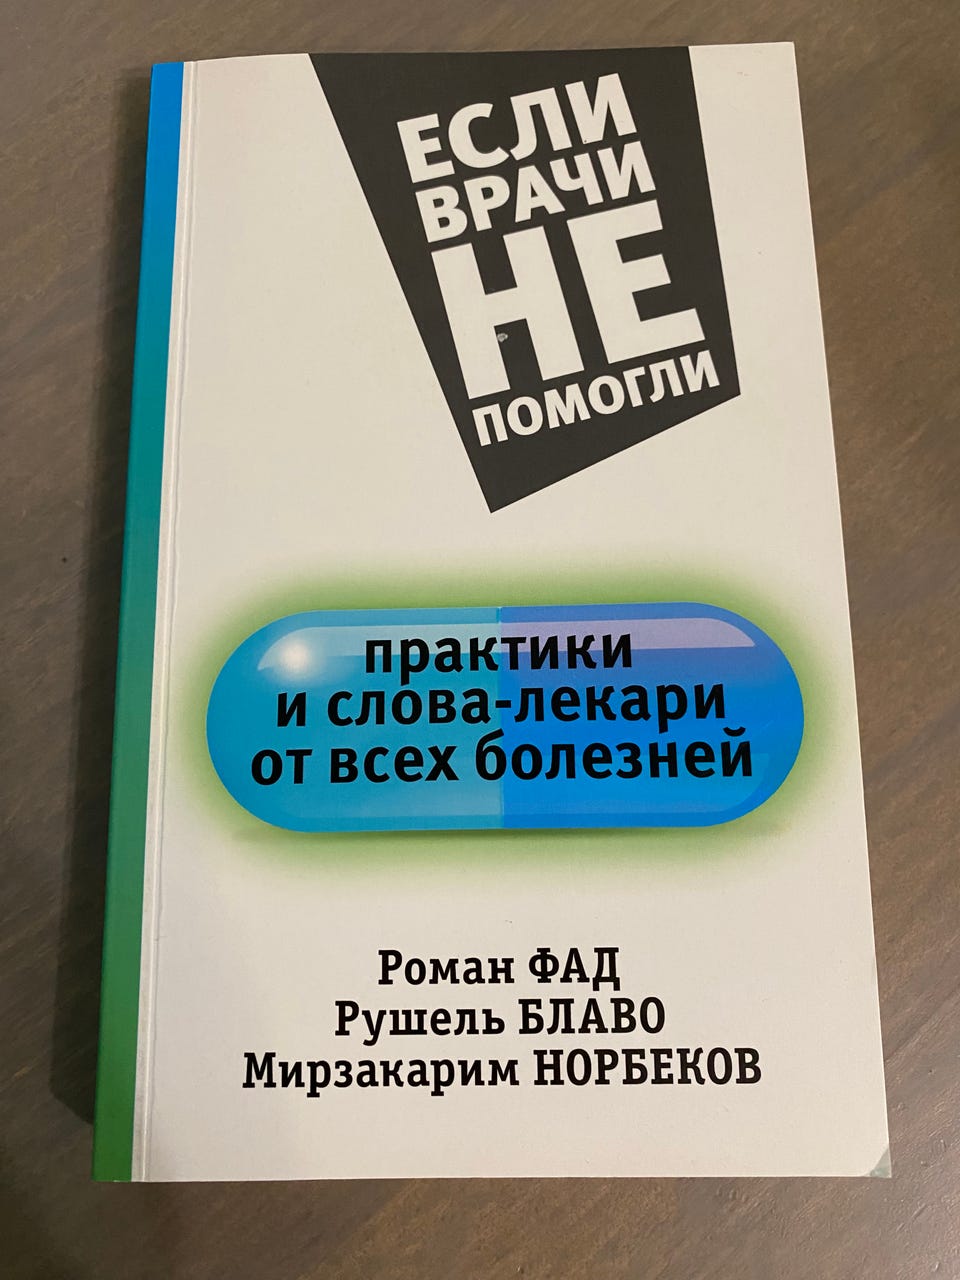 ЕСЛИ
ВРАЧИ
НЕ
ПОМОГЛИ
практики
и слова-лекари
от всех болезней
Роман ФАД
Рушель БЛАВО
Мирзакарим НОРБЕКОВ